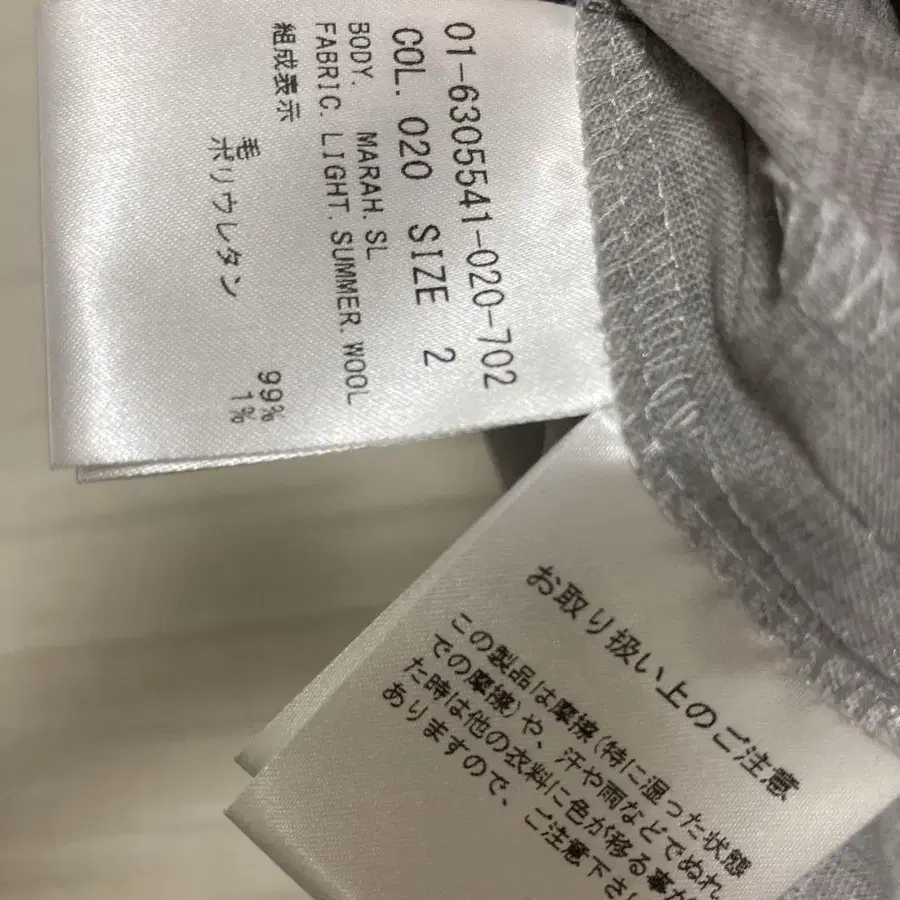 01-6305541-020-702
COL. 020 SIZE 2
BODY. MARAH. SL
FABRIC. LIGHT. SUMMER. WOOL
組成表示
毛 99%
ポリウレタン 1%
お取り扱い上のご注意
この製品は摩擦(特に湿った状態
での摩擦)や、汗や雨などでぬれ
た時は他の衣料に色が移る事が
ありますので、
ご注意下さい